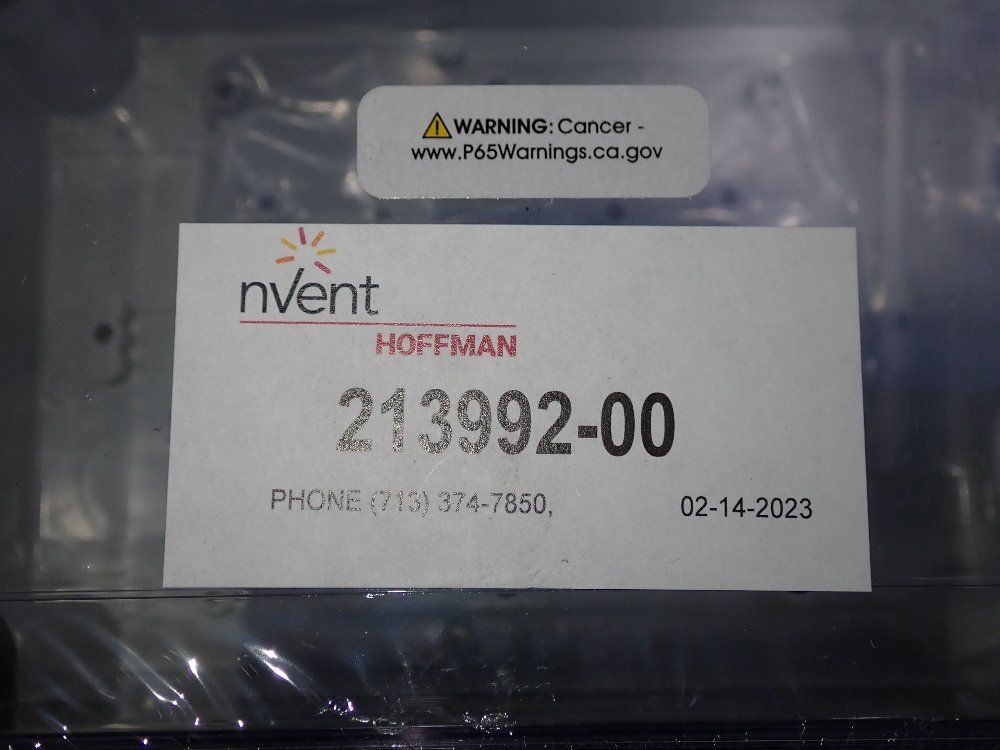 WARNING: Cancer -
www.P65Warnings.ca.gov
nVent
HOFFMAN
213992-00
PHONE (713) 374-7850, 02-14-2023